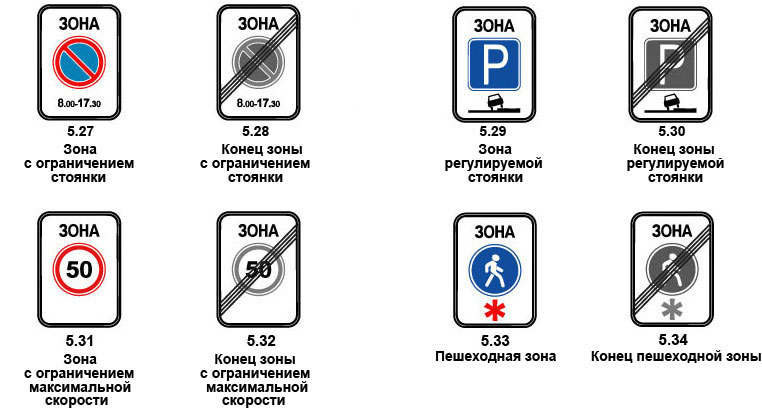 ЗОНА
8.00-17.30
5.27
Зона
с ограничением
стоянки
ЗОНА
8.00-17.30
5.28
Конец зоны
с ограничением
стоянки
ЗОНА
P
5.29
Зона
регулируемой
стоянки
ЗОНА
P
5.30
Конец зоны
регулируемой
стоянки
ЗОНА
50
5.31
Зона
с ограничением
максимальной
скорости
ЗОНА
50
5.32
Конец зоны
с ограничением
максимальной
скорости
ЗОНА
*
5.33
Пешеходная зона
ЗОНА
*
5.34
Конец пешеходной зоны